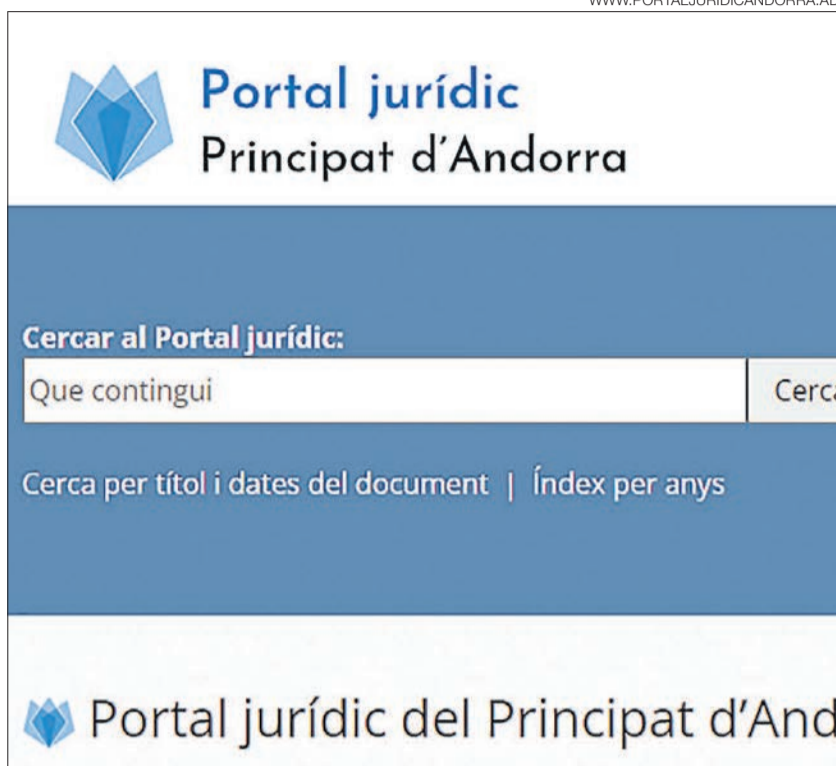 WWW.PORTALJURIDICANDORRA.AD
Portal jurídic
Principat d'Andorra
Cercar al Portal jurídic:
Que contingui
Cerca
Cerca per títol i dates del document | Índex per anys
Portal jurídic del Principat d'And